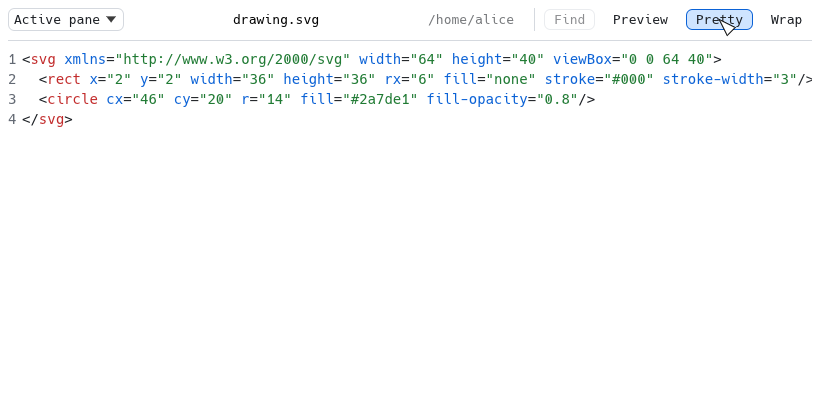 Active pane drawing.svg /home/alice Find Preview Pretty Wrap
1 <svg xmlns="http://www.w3.org/2000/svg" width="64" height="40" viewBox="0 0 64 40">
2   <rect x="2" y="2" width="36" height="36" rx="6" fill="none" stroke="#000" stroke-width="3"/>
3   <circle cx="46" cy="20" r="14" fill="#2a7de1" fill-opacity="0.8"/>
4 </svg>